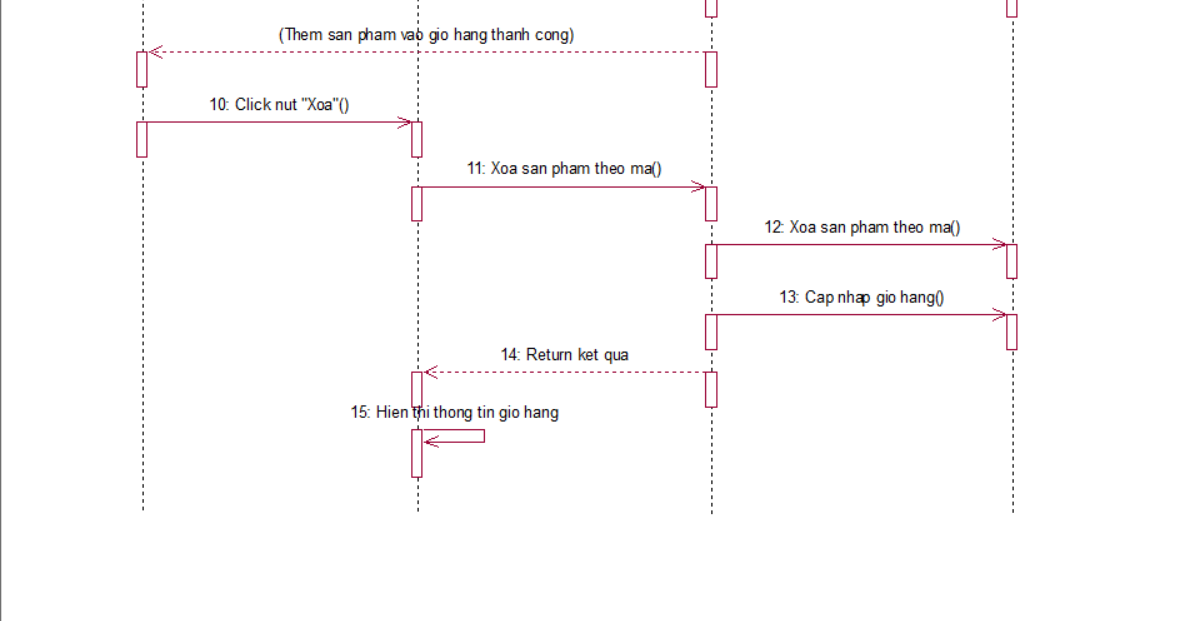 (Them san pham vao gio hang thanh cong)
10: Click nut "Xoa"()
11: Xoa san pham theo ma()
12: Xoa san pham theo ma()
13: Cap nhap gio hang()
14: Return ket qua
15: Hien thi thong tin gio hang